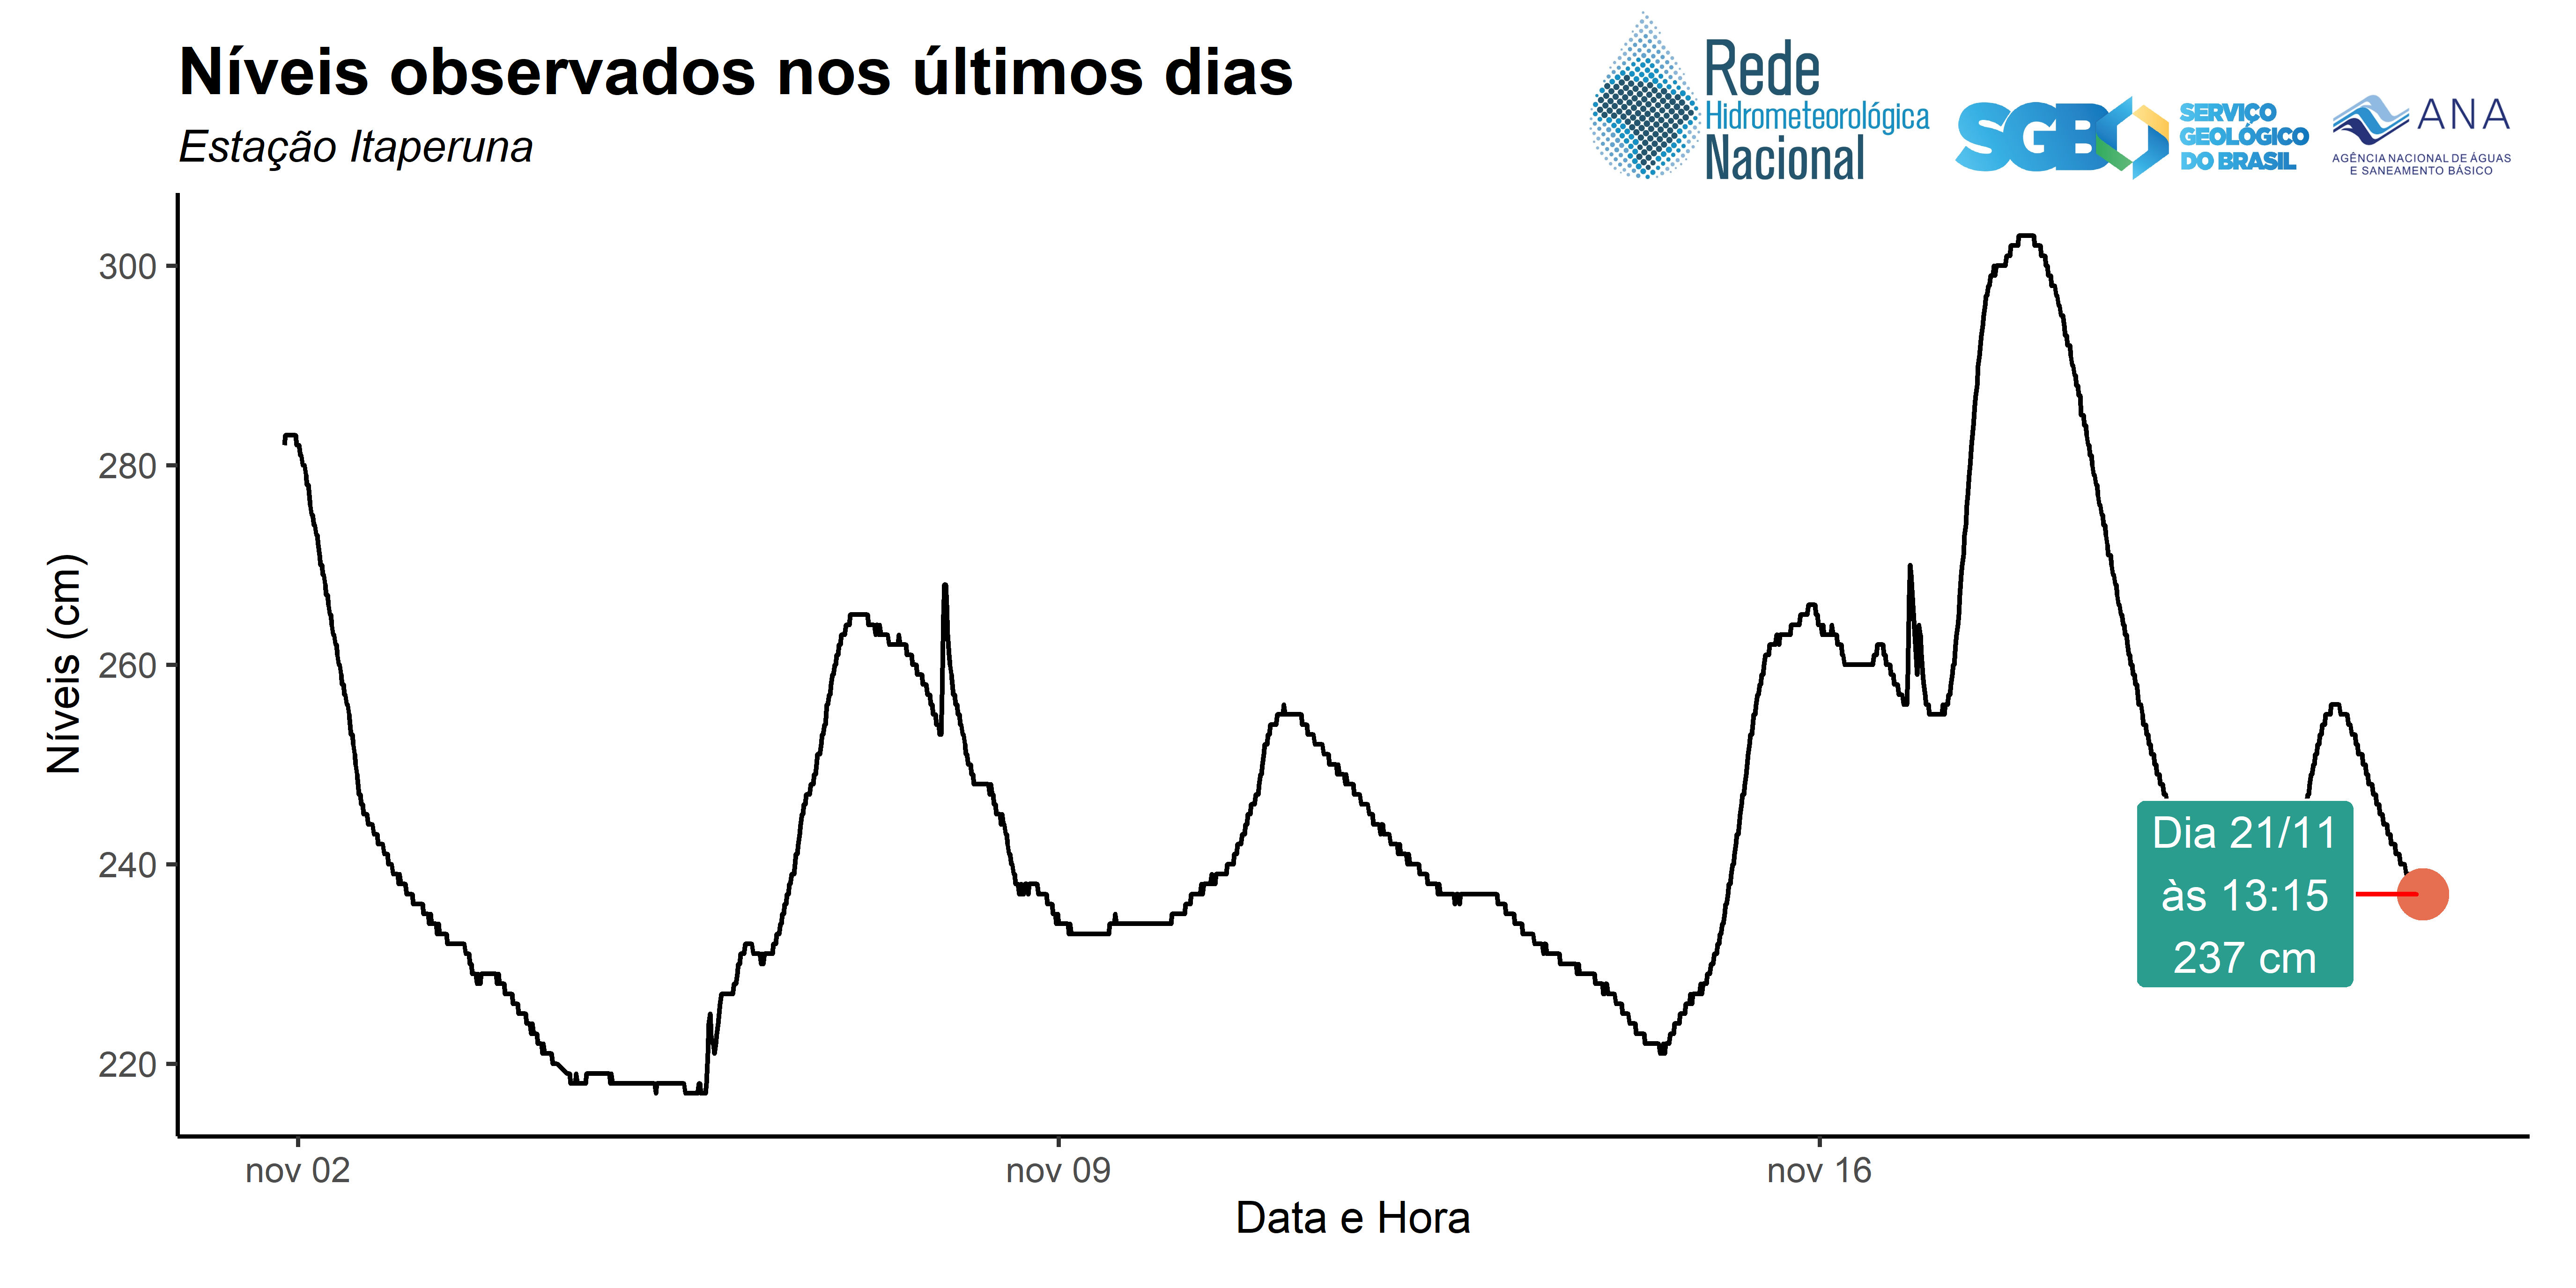 Níveis observados nos últimos dias
Estação Itaperuna
Rede
Hidrometeorológica
Nacional
SGB
SERVIÇO
GEOLÓGICO
DO BRASIL
ANA
AGÊNCIA NACIONAL DE ÁGUAS
E SANEAMENTO BÁSICO
Níveis (cm)
300
280
260
240
220
Dia 21/11
às 13:15
237 cm
nov 02
nov 09
nov 16
Data e Hora